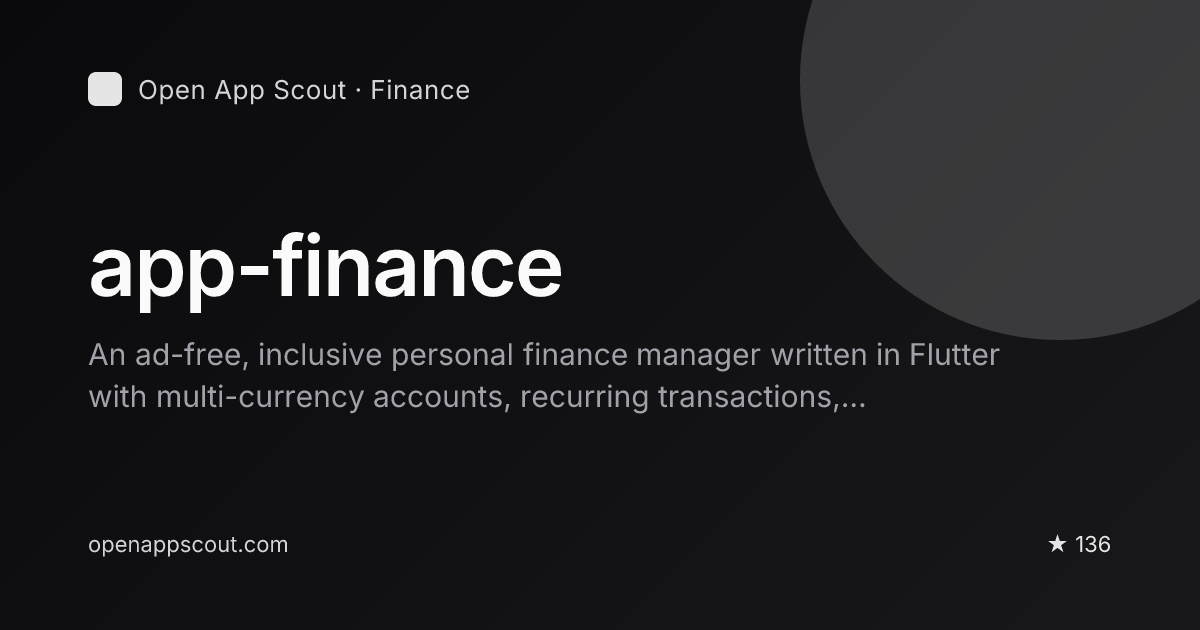 Open App Scout · Finance
app-finance
An ad-free, inclusive personal finance manager written in Flutter
with multi-currency accounts, recurring transactions,...
openappscout.com
★ 136